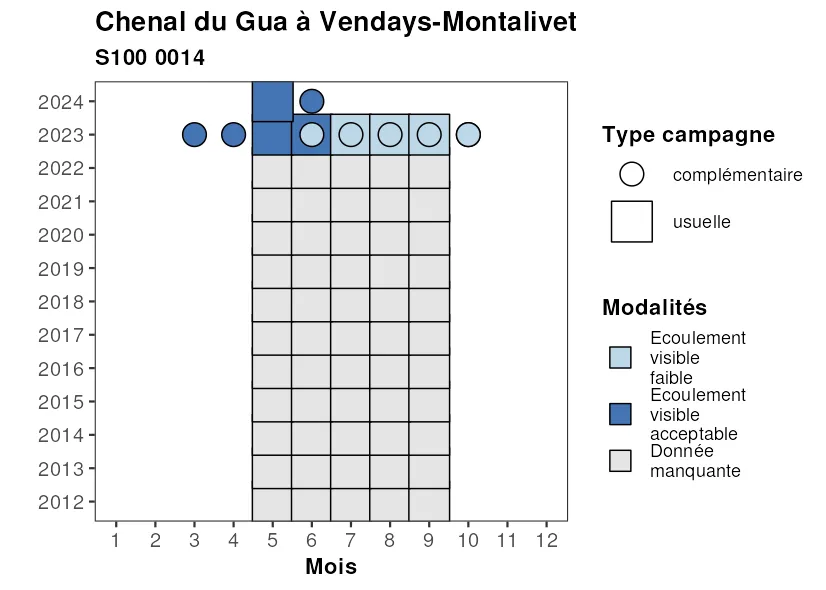 Chenal du Gua à Vendays-Montalivet
S100 0014
2024
2023
2022
2021
2020
2019
2018
2017
2016
2015
2014
2013
2012
1 2 3 4 5 6 7 8 9 10 11 12
Mois
Type campagne
complémentaire
usuelle
Modalités
Ecoulement
visible
faible
Ecoulement
visible
acceptable
Donnée
manquante